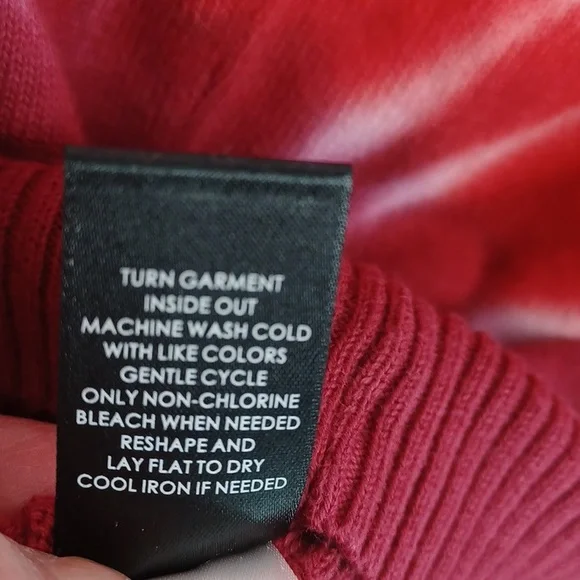 TURN GARMENT
INSIDE OUT
MACHINE WASH COLD
WITH LIKE COLORS
GENTLE CYCLE
ONLY NON-CHLORINE
BLEACH WHEN NEEDED
RESHAPE AND
LAY FLAT TO DRY
COOL IRON IF NEEDED